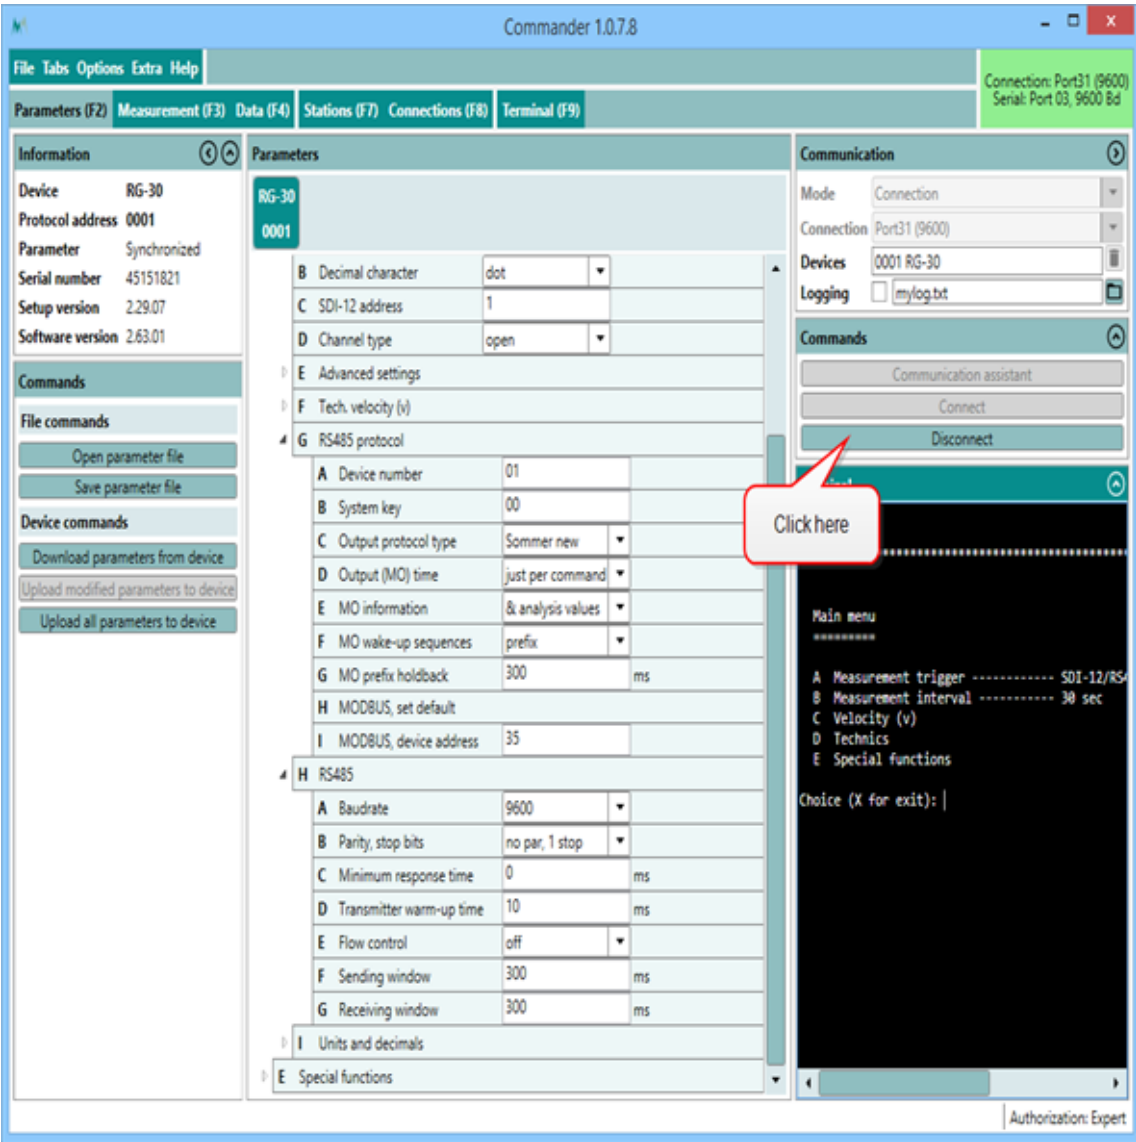 Commander 1.0.7.8
File Tabs Options Extra Help
Connection: Port31 (9600)
Serial: Port 03, 9600 Bd
Parameters (F2) Measurement (F3) Data (F4) Stations (F7) Connections (F8) Terminal (F9)
Information
Device RG-30
Protocol address 0001
Parameter Synchronized
Serial number 45151821
Setup version 2.29.07
Software version 2.63.01
Commands
File commands
Open parameter file
Save parameter file
Device commands
Download parameters from device
Upload modified parameters to device
Upload all parameters to device
Parameters
RG-30
0001
B Decimal character dot
C SDI-12 address 1
D Channel type open
E Advanced settings
F Tech. velocity (v)
G RS485 protocol
A Device number 01
B System key 00
C Output protocol type Sommer new
D Output (MO) time just per command
E MO information & analysis values
F MO wake-up sequences prefix
G MO prefix holdback 300 ms
H MODBUS, set default
I MODBUS, device address 35
H RS485
A Baudrate 9600
B Parity, stop bits no par, 1 stop
C Minimum response time 0 ms
D Transmitter warm-up time 10 ms
E Flow control off
F Sending window 300 ms
G Receiving window 300 ms
I Units and decimals
E Special functions
Communication
Mode Connection
Connection Port31 (9600)
Devices 0001 RG-30
Logging mylog.txt
Commands
Communication assistant
Connect
Disconnect
Click here
Main menu
=========
A Measurement trigger ------------ SDI-12/RS4
B Measurement interval ----------- 30 sec
C Velocity (v)
D Technics
E Special functions
Choice (X for exit):
Authorization: Expert